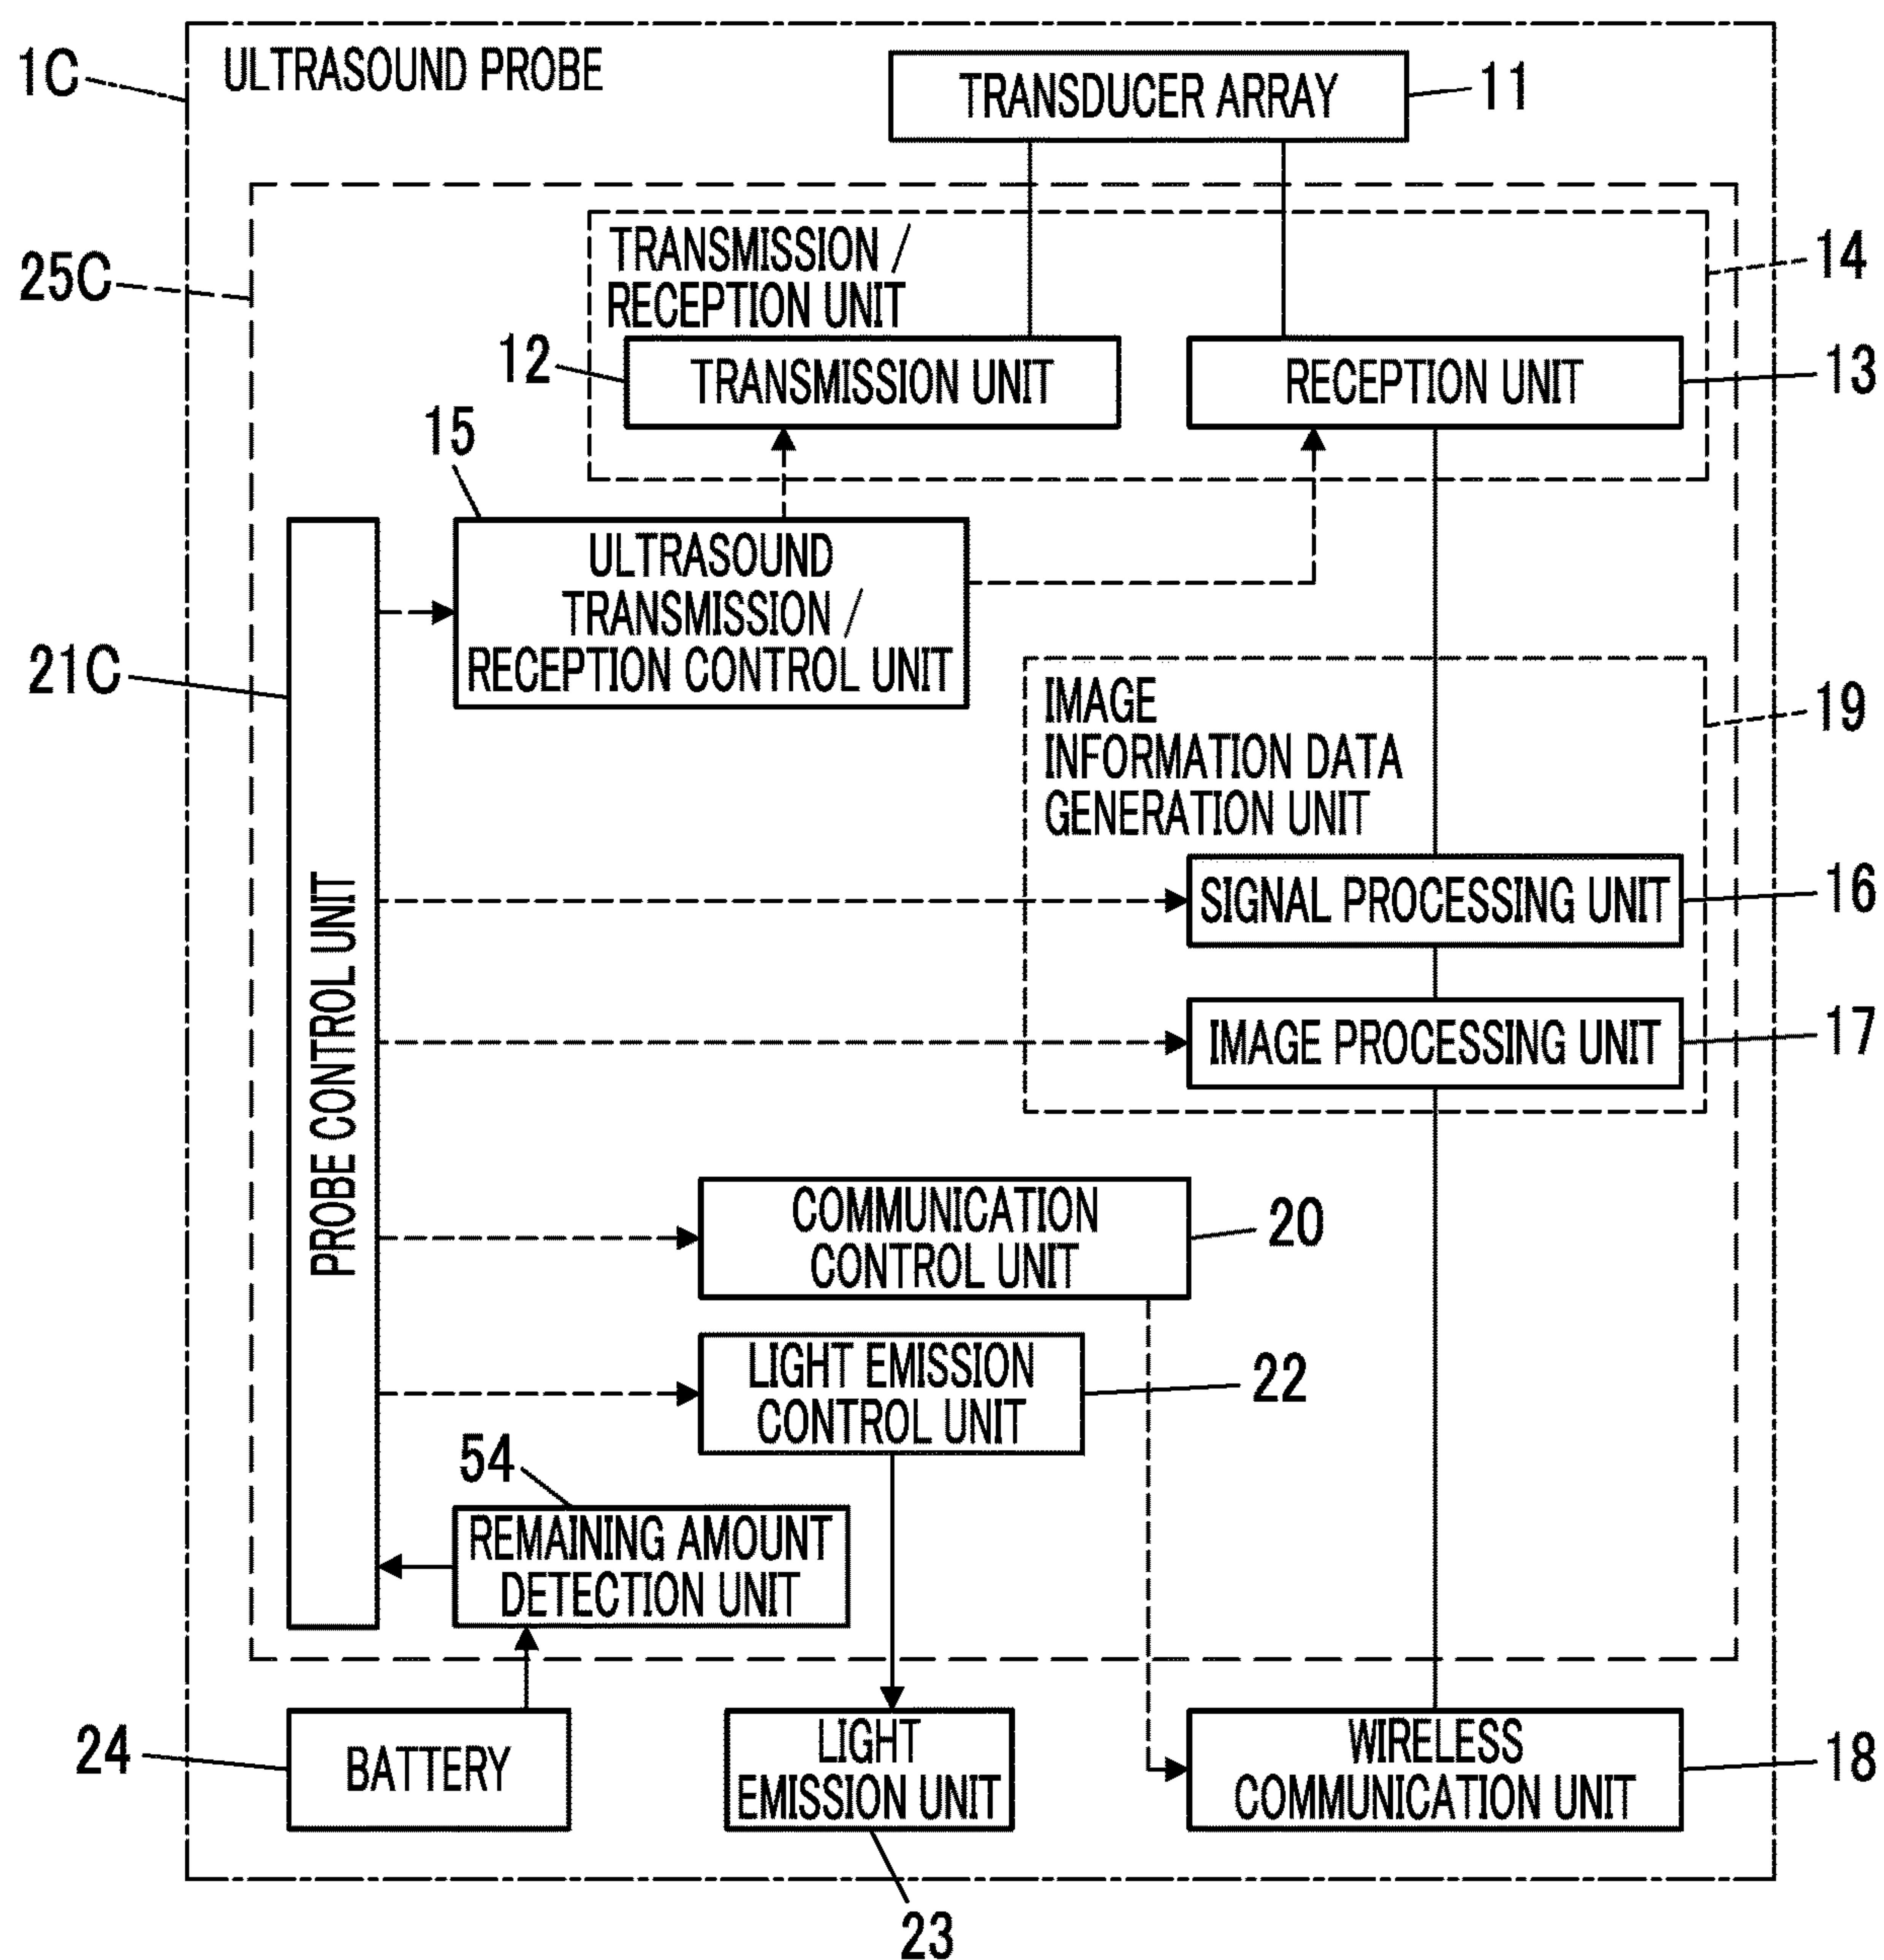 1C
ULTRASOUND PROBE
TRANSDUCER ARRAY
11
25C
TRANSMISSION /
RECEPTION UNIT
14
12
TRANSMISSION UNIT
RECEPTION UNIT
13
15
ULTRASOUND
TRANSMISSION /
RECEPTION CONTROL UNIT
21C
PROBE CONTROL UNIT
IMAGE
INFORMATION DATA
GENERATION UNIT
19
SIGNAL PROCESSING UNIT
16
IMAGE PROCESSING UNIT
17
COMMUNICATION
CONTROL UNIT
20
LIGHT EMISSION
CONTROL UNIT
22
54
REMAINING AMOUNT
DETECTION UNIT
24
BATTERY
LIGHT
EMISSION UNIT
23
WIRELESS
COMMUNICATION UNIT
18